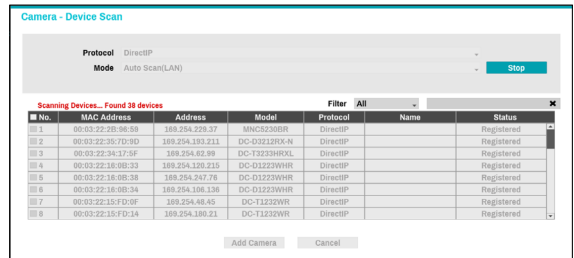 Camera - Device Scan
Protocol DirectIP
Mode Auto Scan(LAN) Stop
Scanning Devices... Found 38 devices Filter All
No. MAC Address Address Model Protocol Name Status
1 00:03:22:2B:96:59 169.254.229.37 MNC5230BR DirectIP Registered
2 00:03:22:35:7D:9D 169.254.193.211 DC-D3212RX-N DirectIP Registered
3 00:03:22:34:17:5F 169.254.62.99 DC-T3233HRXL DirectIP Registered
4 00:03:22:16:0B:33 169.254.120.215 DC-D1223WHR DirectIP Registered
5 00:03:22:16:0B:38 169.254.247.76 DC-D1223WHR DirectIP Registered
6 00:03:22:16:0B:34 169.254.106.136 DC-D1223WHR DirectIP Registered
7 00:03:22:15:FD:0F 169.254.48.45 DC-T1232WR DirectIP Registered
8 00:03:22:15:FD:14 169.254.180.21 DC-T1232WR DirectIP Registered
Add Camera Cancel